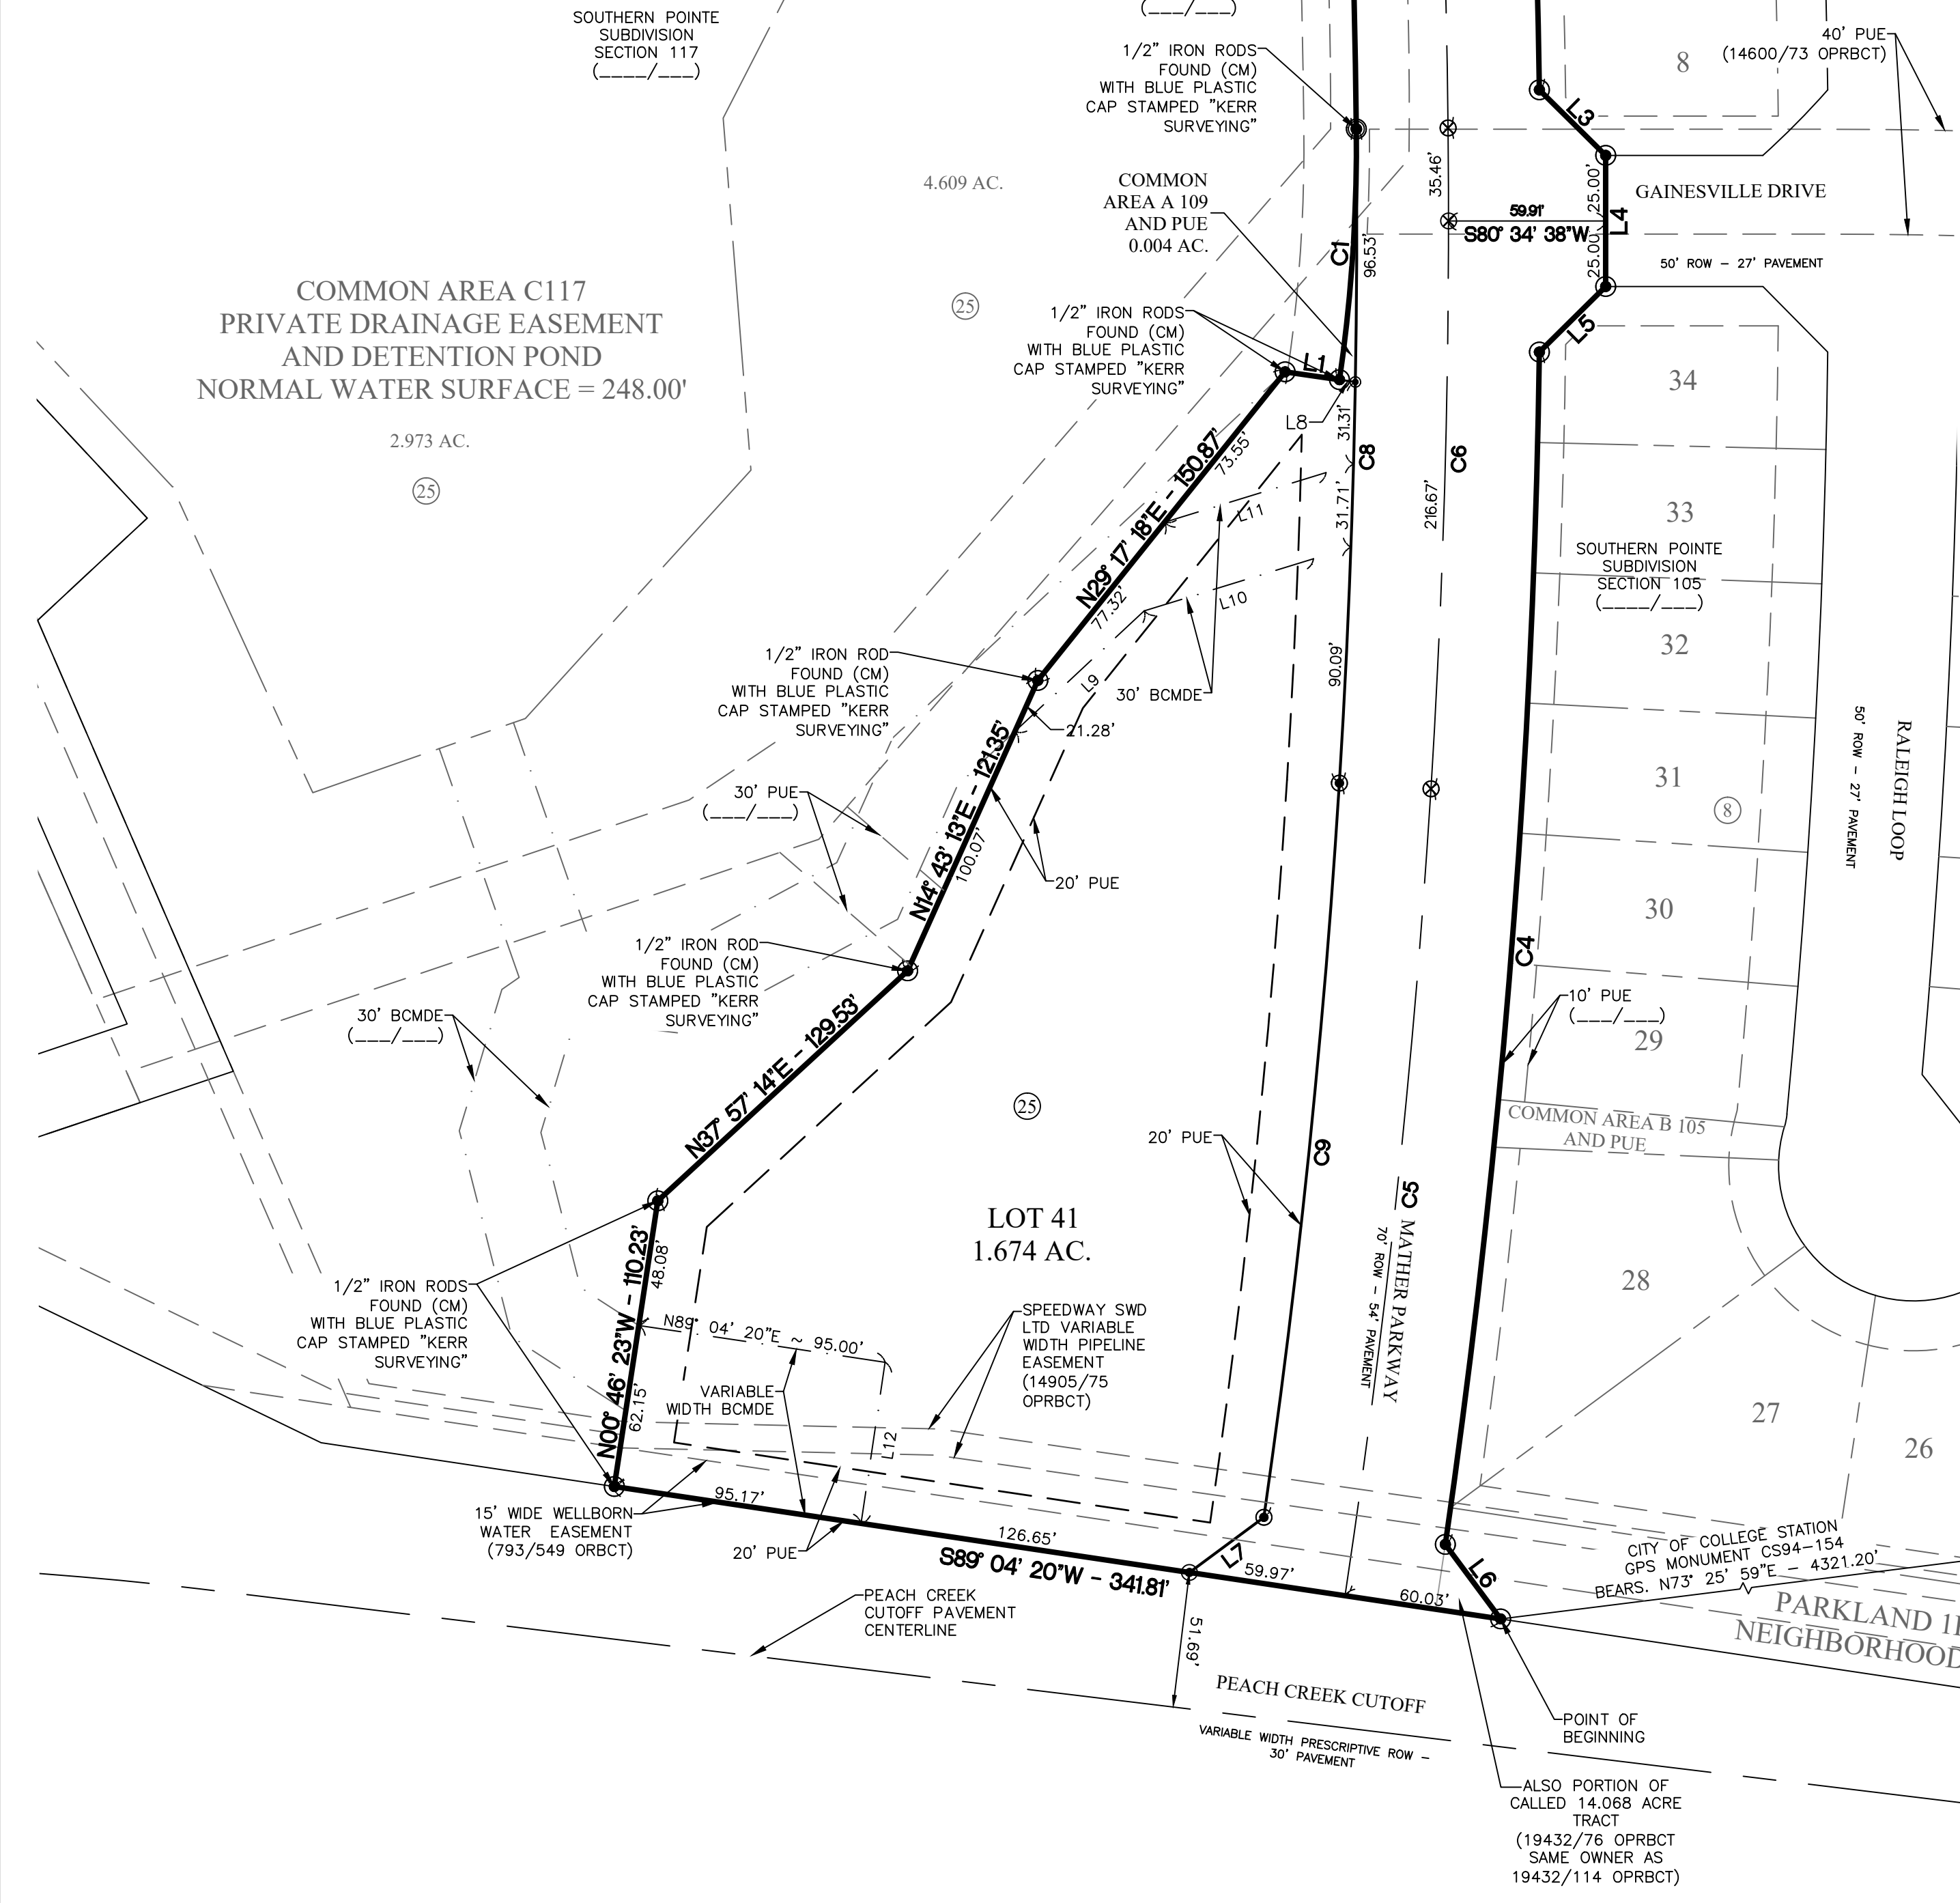 SOUTHERN POINTE
SUBDIVISION
SECTION 117
(____/___)
(___/___)
1/2" IRON RODS
FOUND (CM)
WITH BLUE PLASTIC
CAP STAMPED "KERR
SURVEYING"
8
40' PUE
(14600/73 OPRBCT)
L3
35.46'
25.00'
L4
25.00'
GAINESVILLE DRIVE
59.91'
S80° 34' 38"W
50' ROW - 27' PAVEMENT
4.609 AC.
COMMON
AREA A 109
AND PUE
0.004 AC.
C1
96.53'
COMMON AREA C117
PRIVATE DRAINAGE EASEMENT
AND DETENTION POND
NORMAL WATER SURFACE = 248.00'
2.973 AC.
25
25
1/2" IRON RODS
FOUND (CM)
WITH BLUE PLASTIC
CAP STAMPED "KERR
SURVEYING"
L1
L5
L8
31.31'
C8
C6
34
N29° 17' 18"E - 150.87'
73.55'
77.32'
L11
31.71'
216.67'
33
SOUTHERN POINTE
SUBDIVISION
SECTION 105
(____/___)
L10
32
1/2" IRON ROD
FOUND (CM)
WITH BLUE PLASTIC
CAP STAMPED "KERR
SURVEYING"
L9
30' BCMDE
90.09'
21.28'
31
8
50' ROW - 27' PAVEMENT
RALEIGH LOOP
30' PUE
(___/___)
N14° 43' 13"E - 121.35'
100.07'
20' PUE
30
C4
1/2" IRON ROD
FOUND (CM)
WITH BLUE PLASTIC
CAP STAMPED "KERR
SURVEYING"
30' BCMDE
(___/___)
10' PUE
(___/___)
29
N37° 57' 14"E - 129.53'
25
COMMON AREA B 105
AND PUE
20' PUE
C9
LOT 41
1.674 AC.
C5
MATHER PARKWAY
70' ROW - 54' PAVEMENT
28
1/2" IRON RODS
FOUND (CM)
WITH BLUE PLASTIC
CAP STAMPED "KERR
SURVEYING"
N00° 46' 23"W - 110.23'
48.08'
62.15'
N89° 04' 20"E ~ 95.00'
SPEEDWAY SWD
LTD VARIABLE
WIDTH PIPELINE
EASEMENT
(14905/75
OPRBCT)
VARIABLE
WIDTH BCMDE
L12
27
26
15' WIDE WELLBORN
WATER EASEMENT
(793/549 ORBCT)
95.17'
20' PUE
126.65'
S89° 04' 20"W - 341.81'
L7
59.97'
60.03'
L6
CITY OF COLLEGE STATION
GPS MONUMENT CS94-154
BEARS. N73° 25' 59"E - 4321.20'
PARKLAND
NEIGHBORHOOD
PEACH CREEK
CUTOFF PAVEMENT
CENTERLINE
51.69'
PEACH CREEK CUTOFF
VARIABLE WIDTH PRESCRIPTIVE ROW -
30' PAVEMENT
POINT OF
BEGINNING
ALSO PORTION OF
CALLED 14.068 ACRE
TRACT
(19432/76 OPRBCT
SAME OWNER AS
19432/114 OPRBCT)